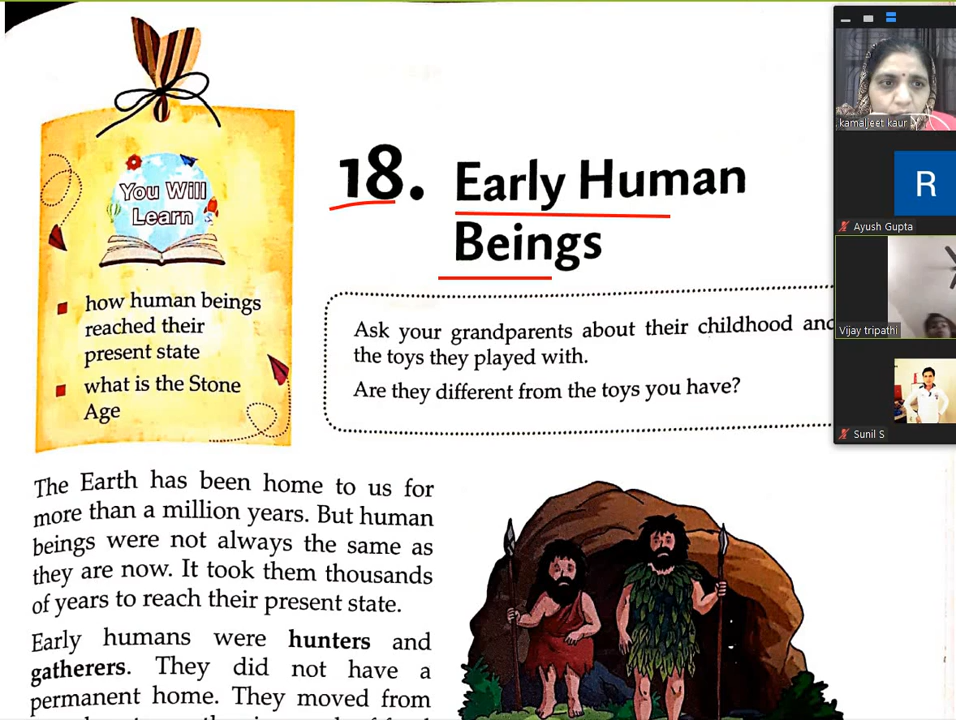 You Will
Learn
how human beings
reached their
present state
what is the Stone
Age
18. Early Human
Beings
Ask your grandparents about their childhood and
the toys they played with.
Are they different from the toys you have?
The Earth has been home to us for
more than a million years. But human
beings were not always the same as
they are now. It took them thousands
of years to reach their present state.
Early humans were hunters and
gatherers. They did not have a
permanent home. They moved from
kamaljeet kaur
R
Ayush Gupta
Vijay tripathi
Sunil S